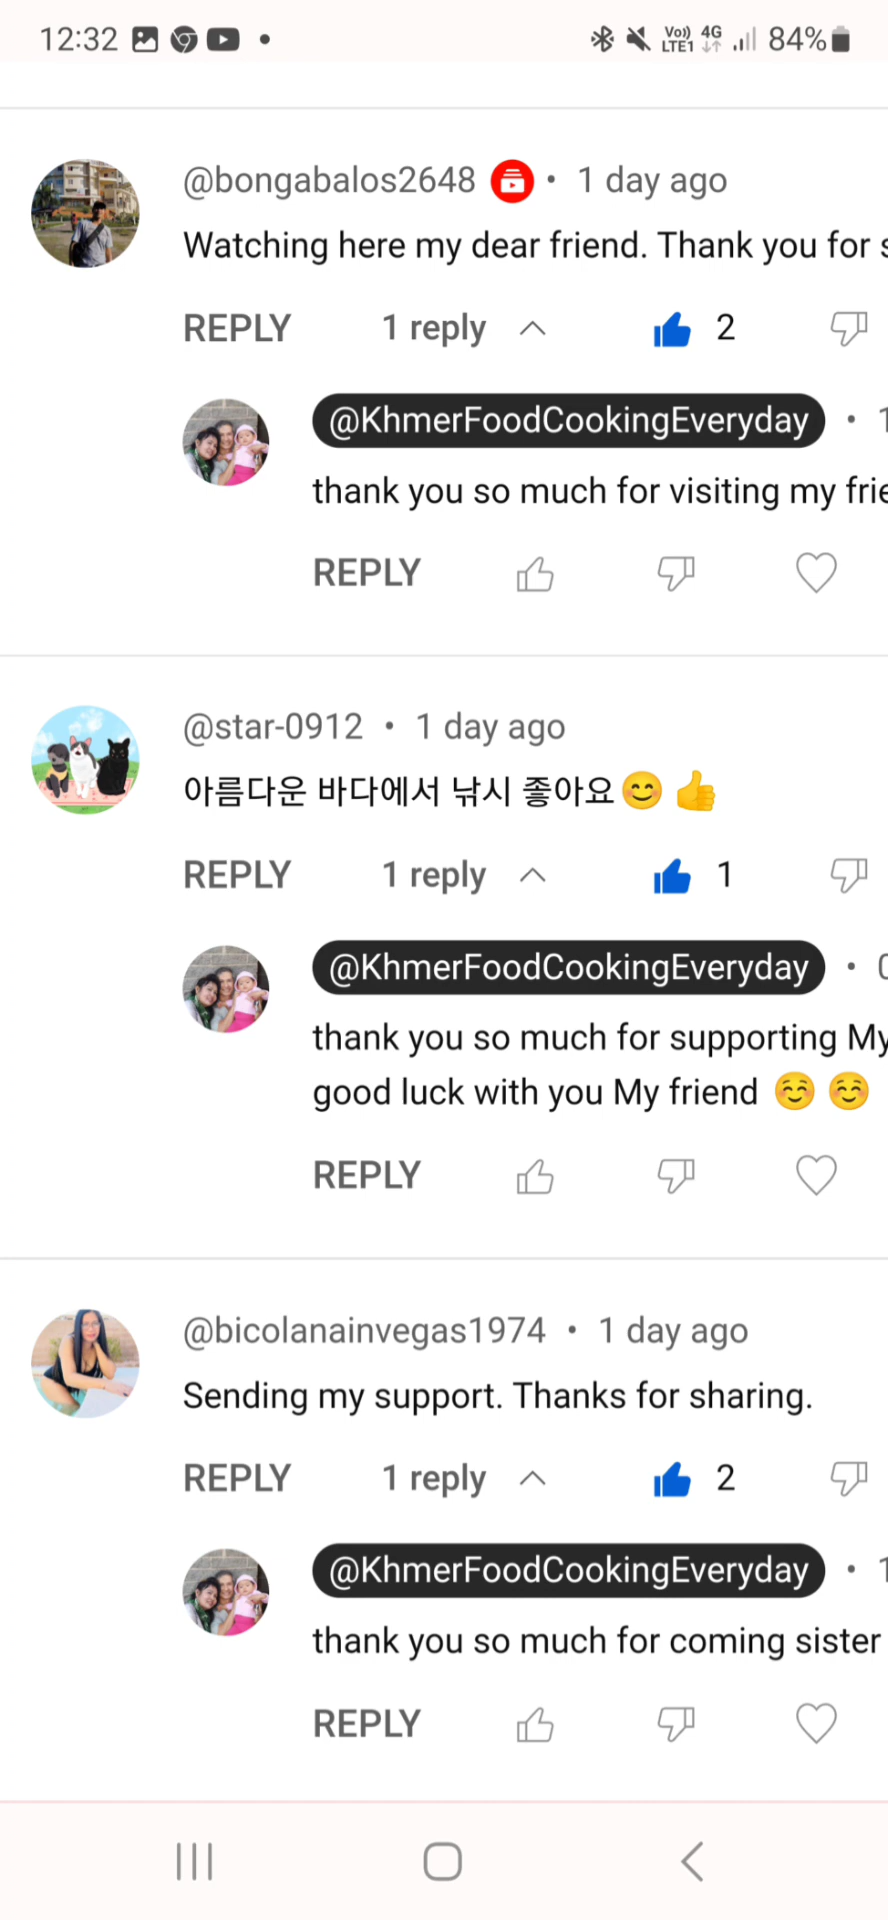 12:32 Vo)) LTE1 4G 84%
@bongabalos2648 • 1 day ago
Watching here my dear friend. Thank you for
REPLY 1 reply 2
@KhmerFoodCookingEveryday •
thank you so much for visiting my
REPLY
@star-0912 • 1 day ago
아름다운 바다에서 낚시 좋아요😊👍
REPLY 1 reply 1
@KhmerFoodCookingEveryday •
thank you so much for supporting My
good luck with you My friend ☺️ ☺️
REPLY
@bicolanainvegas1974 • 1 day ago
Sending my support. Thanks for sharing.
REPLY 1 reply 2
@KhmerFoodCookingEveryday •
thank you so much for coming sister
REPLY